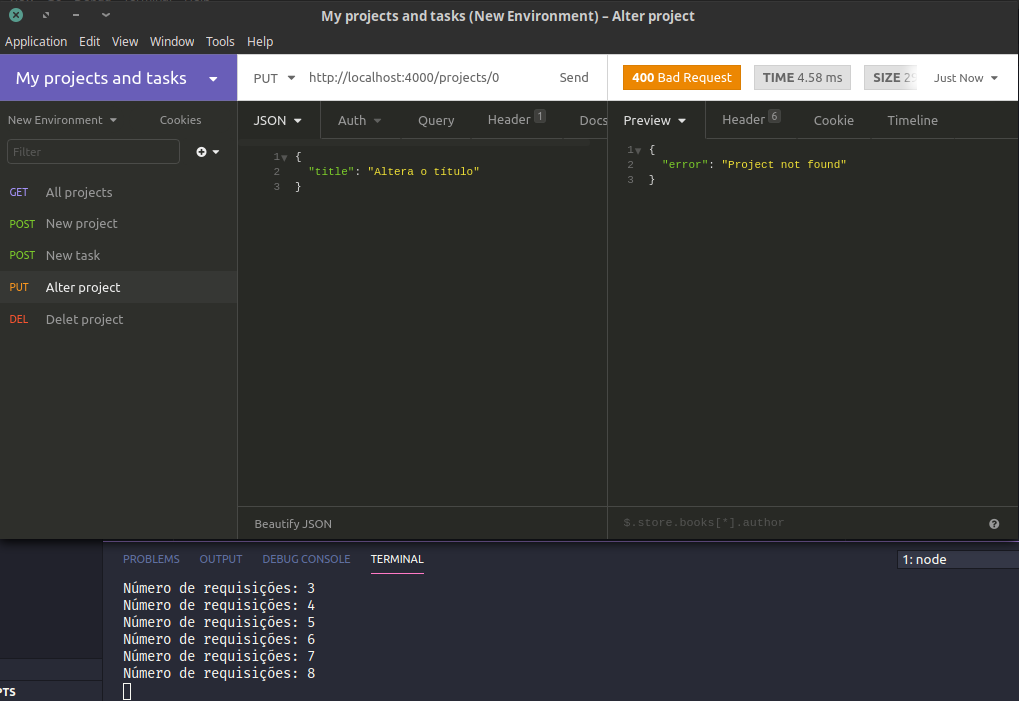 My projects and tasks (New Environment) – Alter project
Application Edit View Window Tools Help
My projects and tasks
PUT http://localhost:4000/projects/0 Send
400 Bad Request TIME 4.58 ms SIZE Just Now
New Environment Cookies
JSON Auth Query Header 1 Docs
Preview Header 6 Cookie Timeline
Filter
GET All projects
POST New project
POST New task
PUT Alter project
DEL Delet project
1 {
2 "title": "Altera o título"
3 }
1 {
2 "error": "Project not found"
3 }
Beautify JSON
$.store.books[*].author
PROBLEMS OUTPUT DEBUG CONSOLE TERMINAL 1: node
Número de requisições: 3
Número de requisições: 4
Número de requisições: 5
Número de requisições: 6
Número de requisições: 7
Número de requisições: 8
PTS